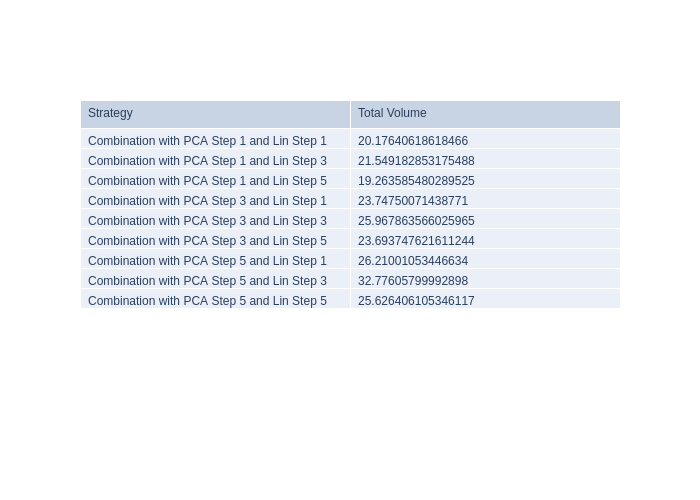 Strategy Total Volume
Combination with PCA Step 1 and Lin Step 1 20.17640618618466
Combination with PCA Step 1 and Lin Step 3 21.549182853175488
Combination with PCA Step 1 and Lin Step 5 19.263585480289525
Combination with PCA Step 3 and Lin Step 1 23.74750071438771
Combination with PCA Step 3 and Lin Step 3 25.967863566025965
Combination with PCA Step 3 and Lin Step 5 23.693747621611244
Combination with PCA Step 5 and Lin Step 1 26.21001053446634
Combination with PCA Step 5 and Lin Step 3 32.77605799992898
Combination with PCA Step 5 and Lin Step 5 25.626406105346117